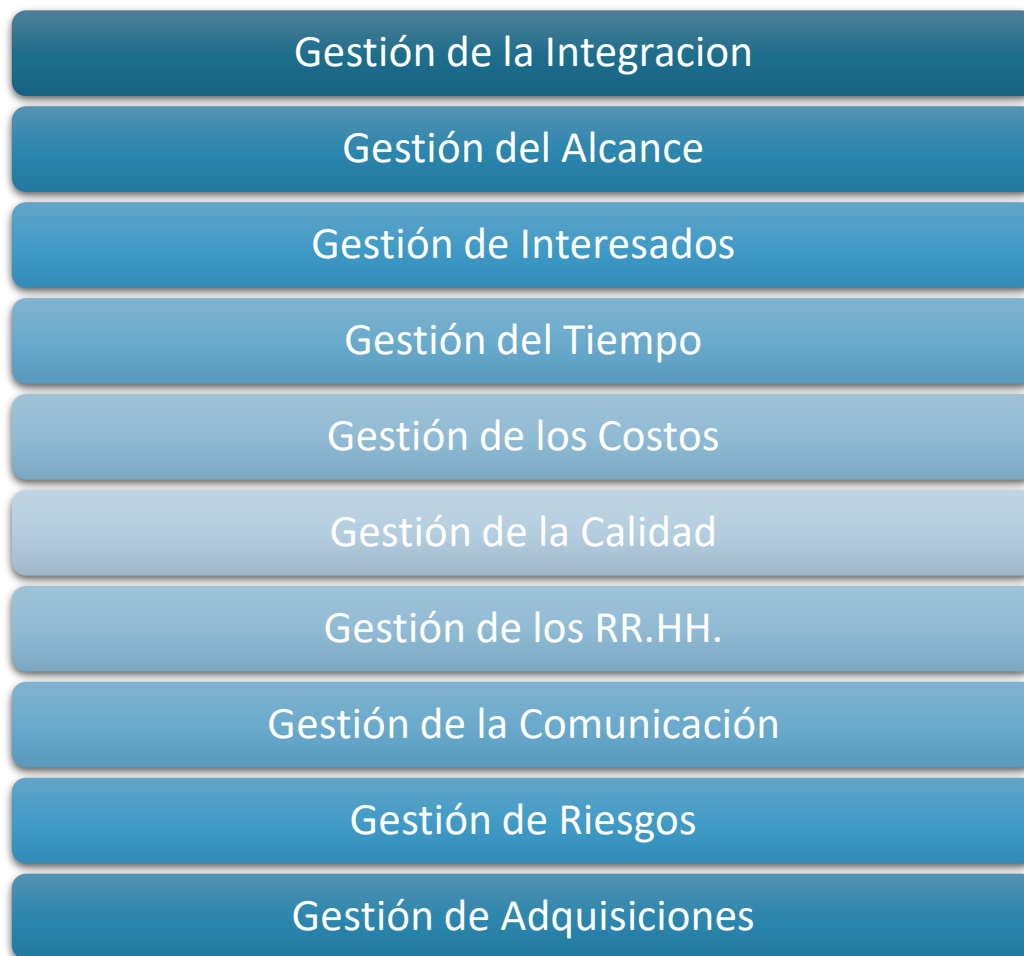 Gestión de la Integracion
Gestión del Alcance
Gestión de Interesados
Gestión del Tiempo
Gestión de los Costos
Gestión de la Calidad
Gestión de los RR.HH.
Gestión de la Comunicación
Gestión de Riesgos
Gestión de Adquisiciones